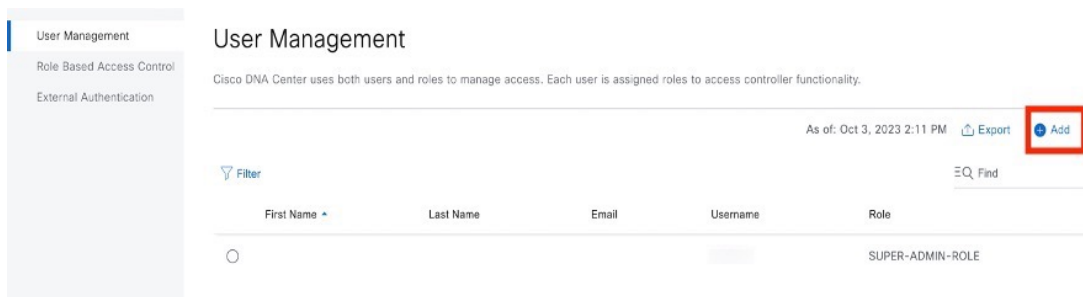 User Management
Role Based Access Control
External Authentication
User Management
Cisco DNA Center uses both users and roles to manage access. Each user is assigned roles to access controller functionality.
As of: Oct 3, 2023 2:11 PM Export Add
Filter
Find
First Name Last Name Email Username Role
SUPER-ADMIN-ROLE